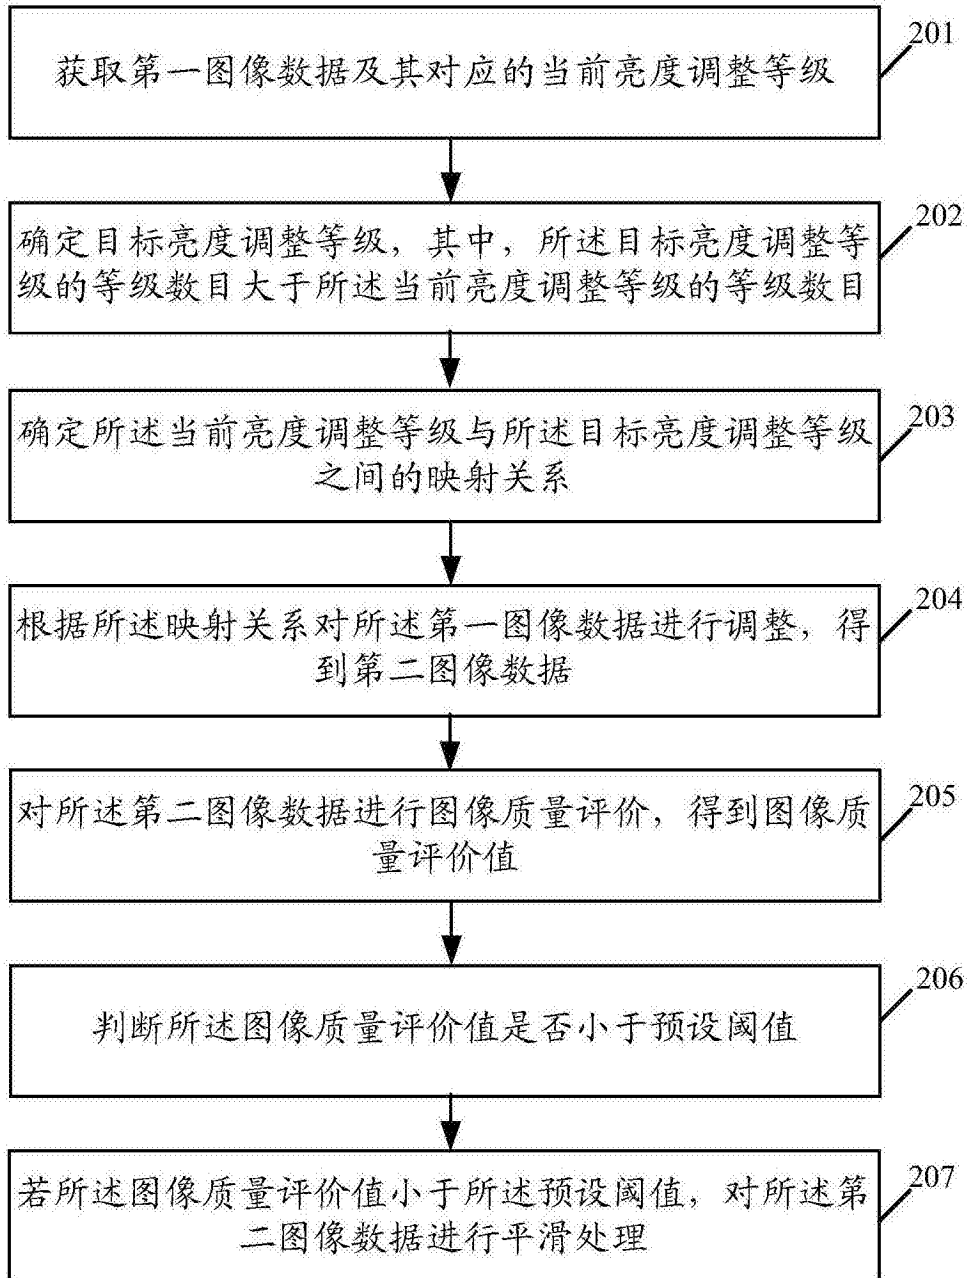 201
获取第一图像数据及其对应的当前亮度调整等级
202
确定目标亮度调整等级，其中，所述目标亮度调整等
级的等级数目大于所述当前亮度调整等级的等级数目
203
确定所述当前亮度调整等级与所述目标亮度调整等级
之间的映射关系
204
根据所述映射关系对所述第一图像数据进行调整，得
到第二图像数据
205
对所述第二图像数据进行图像质量评价，得到图像质
量评价值
206
判断所述图像质量评价值是否小于预设阈值
207
若所述图像质量评价值小于所述预设阈值，对所述第
二图像数据进行平滑处理